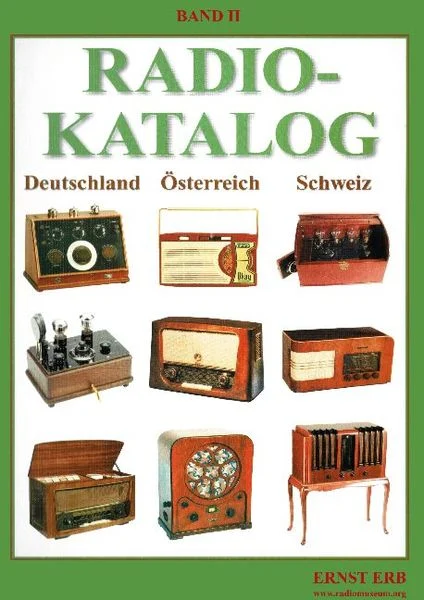 BAND II
RADIO-
KATALOG
Deutschland Österreich Schweiz
ERNST ERB
www.radiomuseum.org